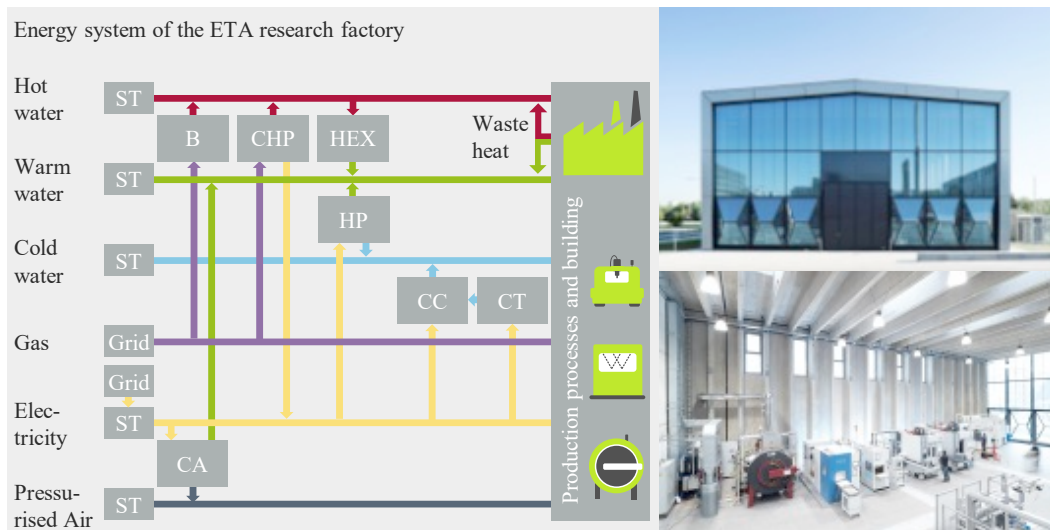 Energy system of the ETA research factory
Hot
water
ST
B
CHP
HEX
Waste
heat
Warm
water
ST
HP
Cold
water
ST
CC
CT
Gas
Grid
Grid
Elec-
tricity
ST
CA
Pressu-
rised Air
ST
Production processes and building